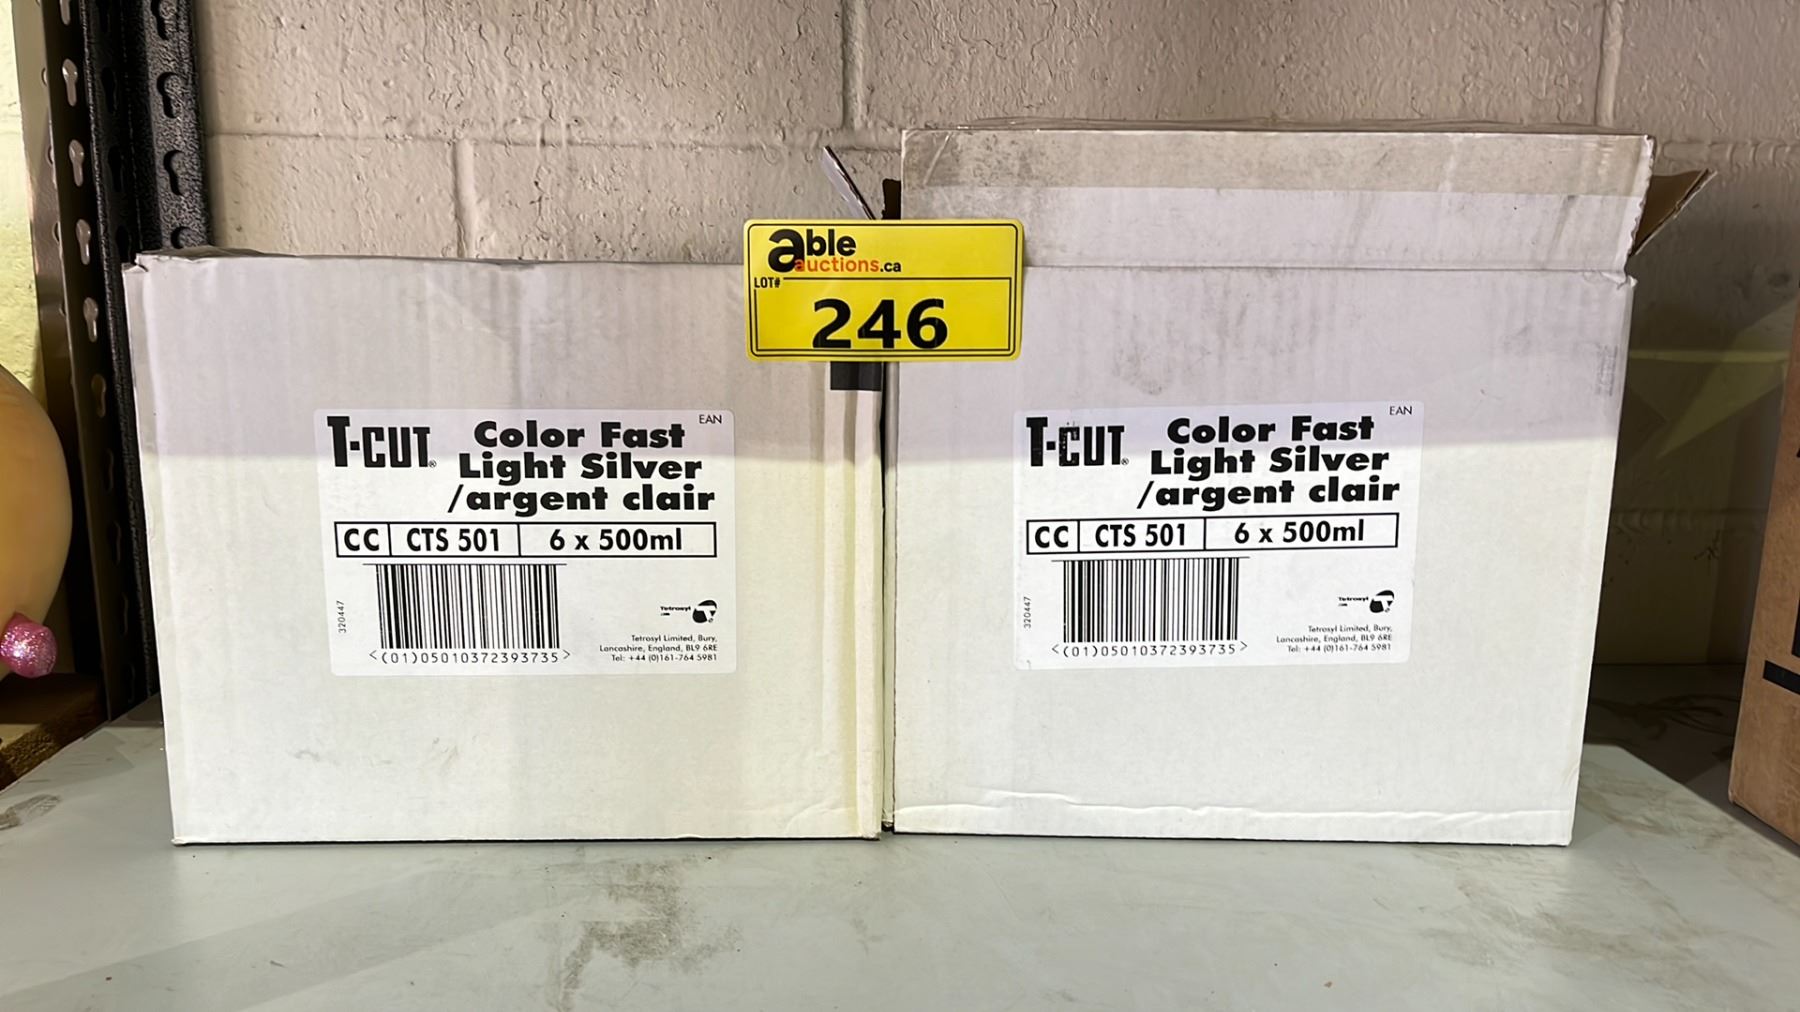 able
auctions.ca
LOT#
246
T-CUT®
Color Fast
Light Silver
/argent clair
EAN
CC CTS 501 6 x 500ml
320447
<(01)05010372393735>
Tetrosyl
Tetrosyl Limited, Bury,
Lancashire, England, BL9 6RE
Tel: +44 (0)161-764 5981
T-CUT®
Color Fast
Light Silver
/argent clair
EAN
CC CTS 501 6 x 500ml
320447
<(01)05010372393735>
Tetrosyl
Tetrosyl Limited, Bury,
Lancashire, England, BL9 6RE
Tel: +44 (0)161-764 5981